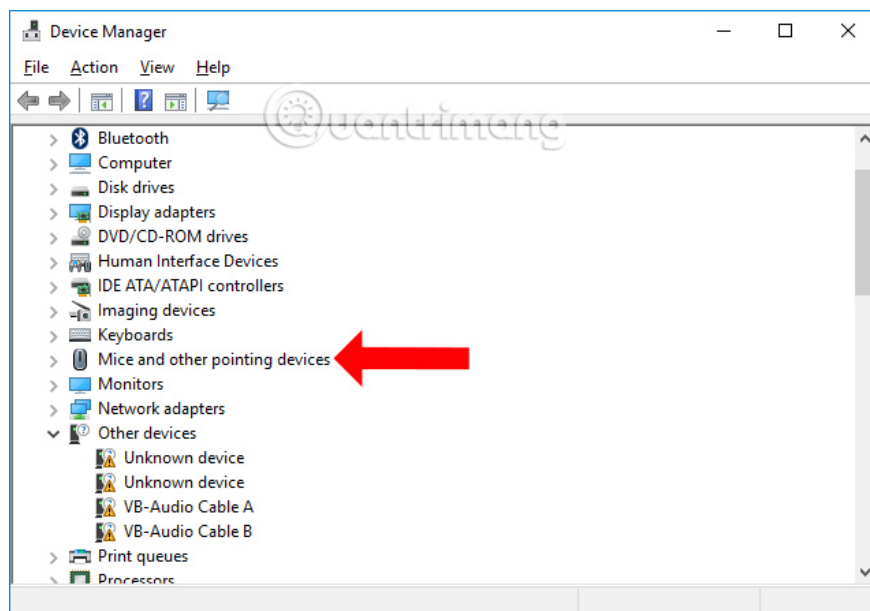 Device Manager
File Action View Help
Quantrimang
Bluetooth
Computer
Disk drives
Display adapters
DVD/CD-ROM drives
Human Interface Devices
IDE ATA/ATAPI controllers
Imaging devices
Keyboards
Mice and other pointing devices
Monitors
Network adapters
Other devices
Unknown device
Unknown device
VB-Audio Cable A
VB-Audio Cable B
Print queues
Processors